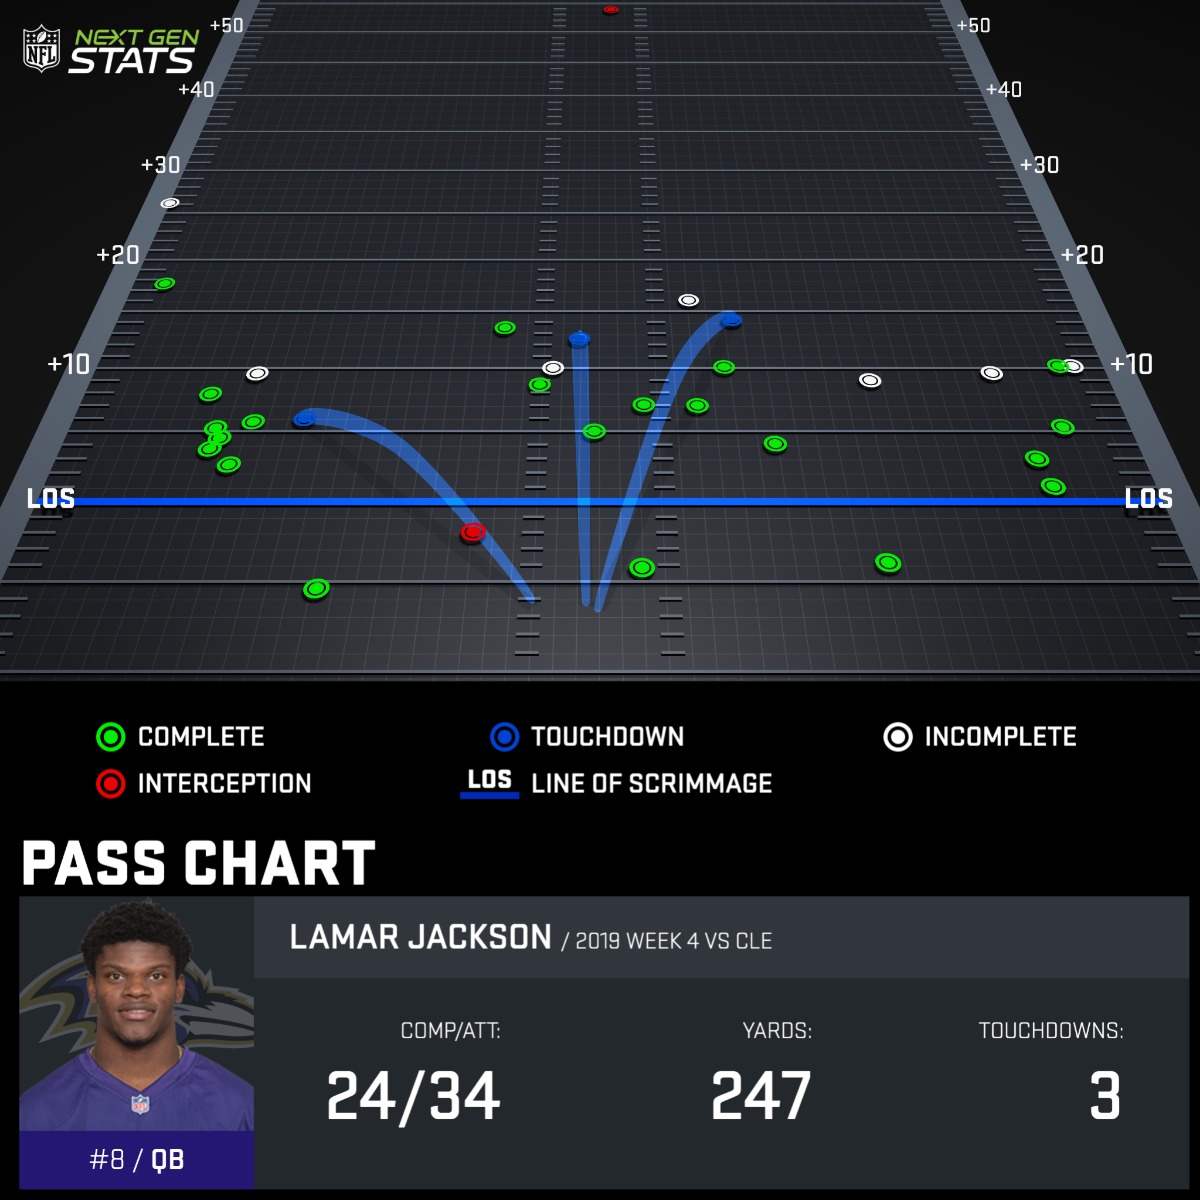 NFL NEXT GEN
STATS
+50 +50
+40 +40
+30 +30
+20 +20
+10 +10
LOS LOS
COMPLETE TOUCHDOWN INCOMPLETE
INTERCEPTION LOS LINE OF SCRIMMAGE
PASS CHART
LAMAR JACKSON / 2019 WEEK 4 VS CLE
COMP/ATT: YARDS: TOUCHDOWNS:
24/34 247 3
#8 / QB